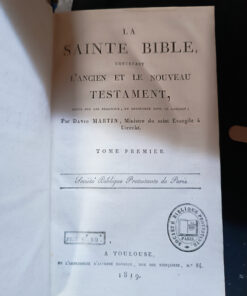 LA
SAINTE BIBLE,
CONTENANT
L'ANCIEN ET LE NOUVEAU
TESTAMENT,
Par DAVID MARTIN, Ministre du saint Évangile à
Utrecht.
TOME PREMIER.
Société Biblique Protestante de Paris.
A TOULOUSE,
N.º 84.
1819.